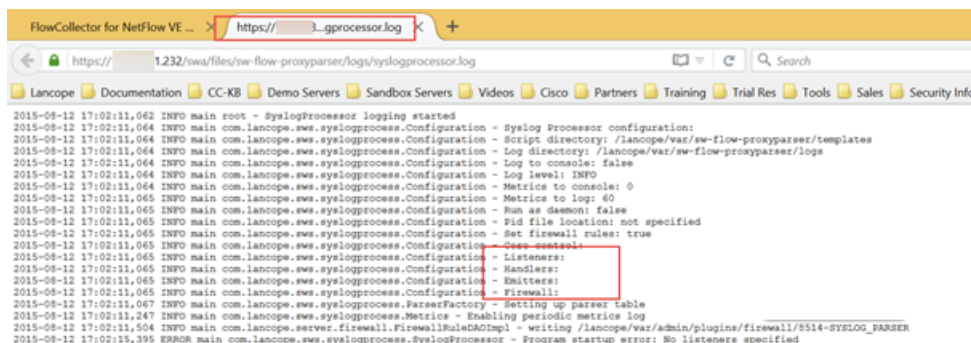 FlowCollector for NetFlow VE ... × https:// 3...gprocessor.log × +
https:// 1.232/swa/files/sw-flow-proxyparser/logs/syslogprocessor.log Search
Lancope Documentation CC-KB Demo Servers Sandbox Servers Videos Cisco Partners Training Trial Res Tools Sales Security Info
2015-08-12 17:02:11,062 INFO main root - SyslogProcessor logging started
2015-08-12 17:02:11,064 INFO main com.lancope.sws.syslogprocess.Configuration - Syslog Processor configuration:
2015-08-12 17:02:11,064 INFO main com.lancope.sws.syslogprocess.Configuration - Script directory: /lancope/var/sw-flow-proxyparser/templates
2015-08-12 17:02:11,064 INFO main com.lancope.sws.syslogprocess.Configuration - Log directory: /lancope/var/sw-flow-proxyparser/logs
2015-08-12 17:02:11,064 INFO main com.lancope.sws.syslogprocess.Configuration - Log to console: false
2015-08-12 17:02:11,064 INFO main com.lancope.sws.syslogprocess.Configuration - Log level: INFO
2015-08-12 17:02:11,064 INFO main com.lancope.sws.syslogprocess.Configuration - Metrics to console: 0
2015-08-12 17:02:11,065 INFO main com.lancope.sws.syslogprocess.Configuration - Metrics to log: 60
2015-08-12 17:02:11,065 INFO main com.lancope.sws.syslogprocess.Configuration - Run as daemon: false
2015-08-12 17:02:11,065 INFO main com.lancope.sws.syslogprocess.Configuration - Pid file location: not specified
2015-08-12 17:02:11,065 INFO main com.lancope.sws.syslogprocess.Configuration - Set firewall rules: true
2015-08-12 17:02:11,065 INFO main com.lancope.sws.syslogprocess.Configuration - Core control:
2015-08-12 17:02:11,065 INFO main com.lancope.sws.syslogprocess.Configuration - Listeners:
2015-08-12 17:02:11,065 INFO main com.lancope.sws.syslogprocess.Configuration - Handlers:
2015-08-12 17:02:11,065 INFO main com.lancope.sws.syslogprocess.Configuration - Emitters:
2015-08-12 17:02:11,065 INFO main com.lancope.sws.syslogprocess.Configuration - Firewall:
2015-08-12 17:02:11,067 INFO main com.lancope.sws.syslogprocess.ParserFactory - Setting up parser table
2015-08-12 17:02:11,247 INFO main com.lancope.sws.syslogprocess.Metrics - Enabling periodic metrics log
2015-08-12 17:02:11,504 INFO main com.lancope.server.firewall.FirewallRuleDAOImpl - writing /lancope/var/admin/plugins/firewall/8514-SYSLOG_PARSER
2015-08-12 17:02:15,395 ERROR main com.lancope.sws.syslogprocess.SyslogProcessor - Program startup error: No listeners specified